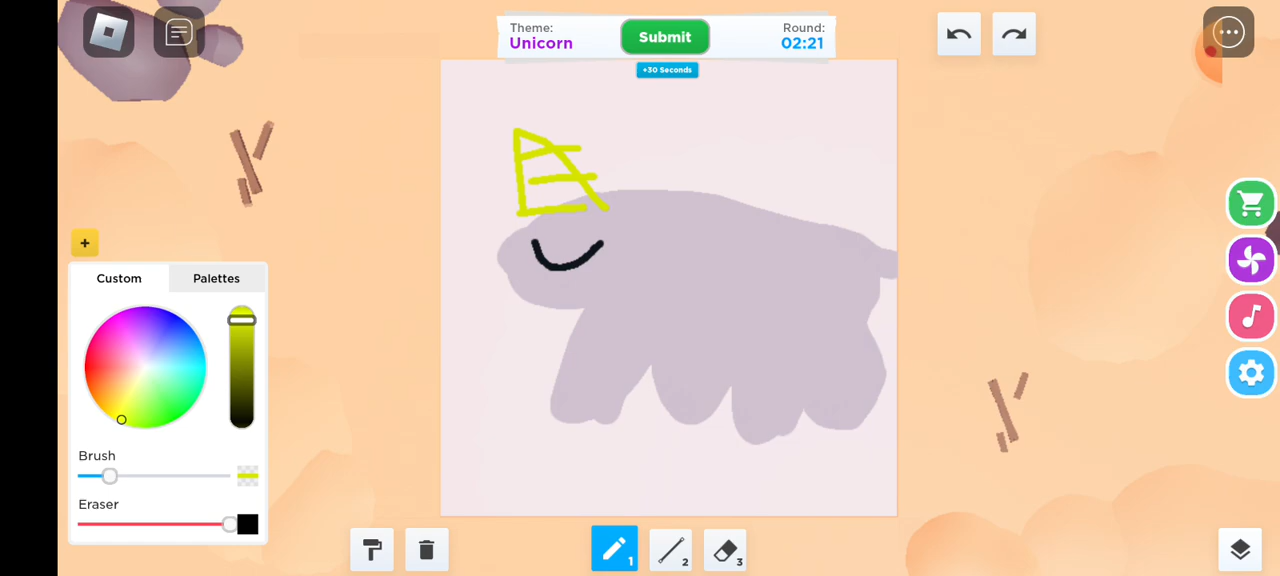 Theme:
Unicorn
Submit
Round:
02:21
+30 Seconds
+
Custom
Palettes
Brush
Eraser
1
2
3